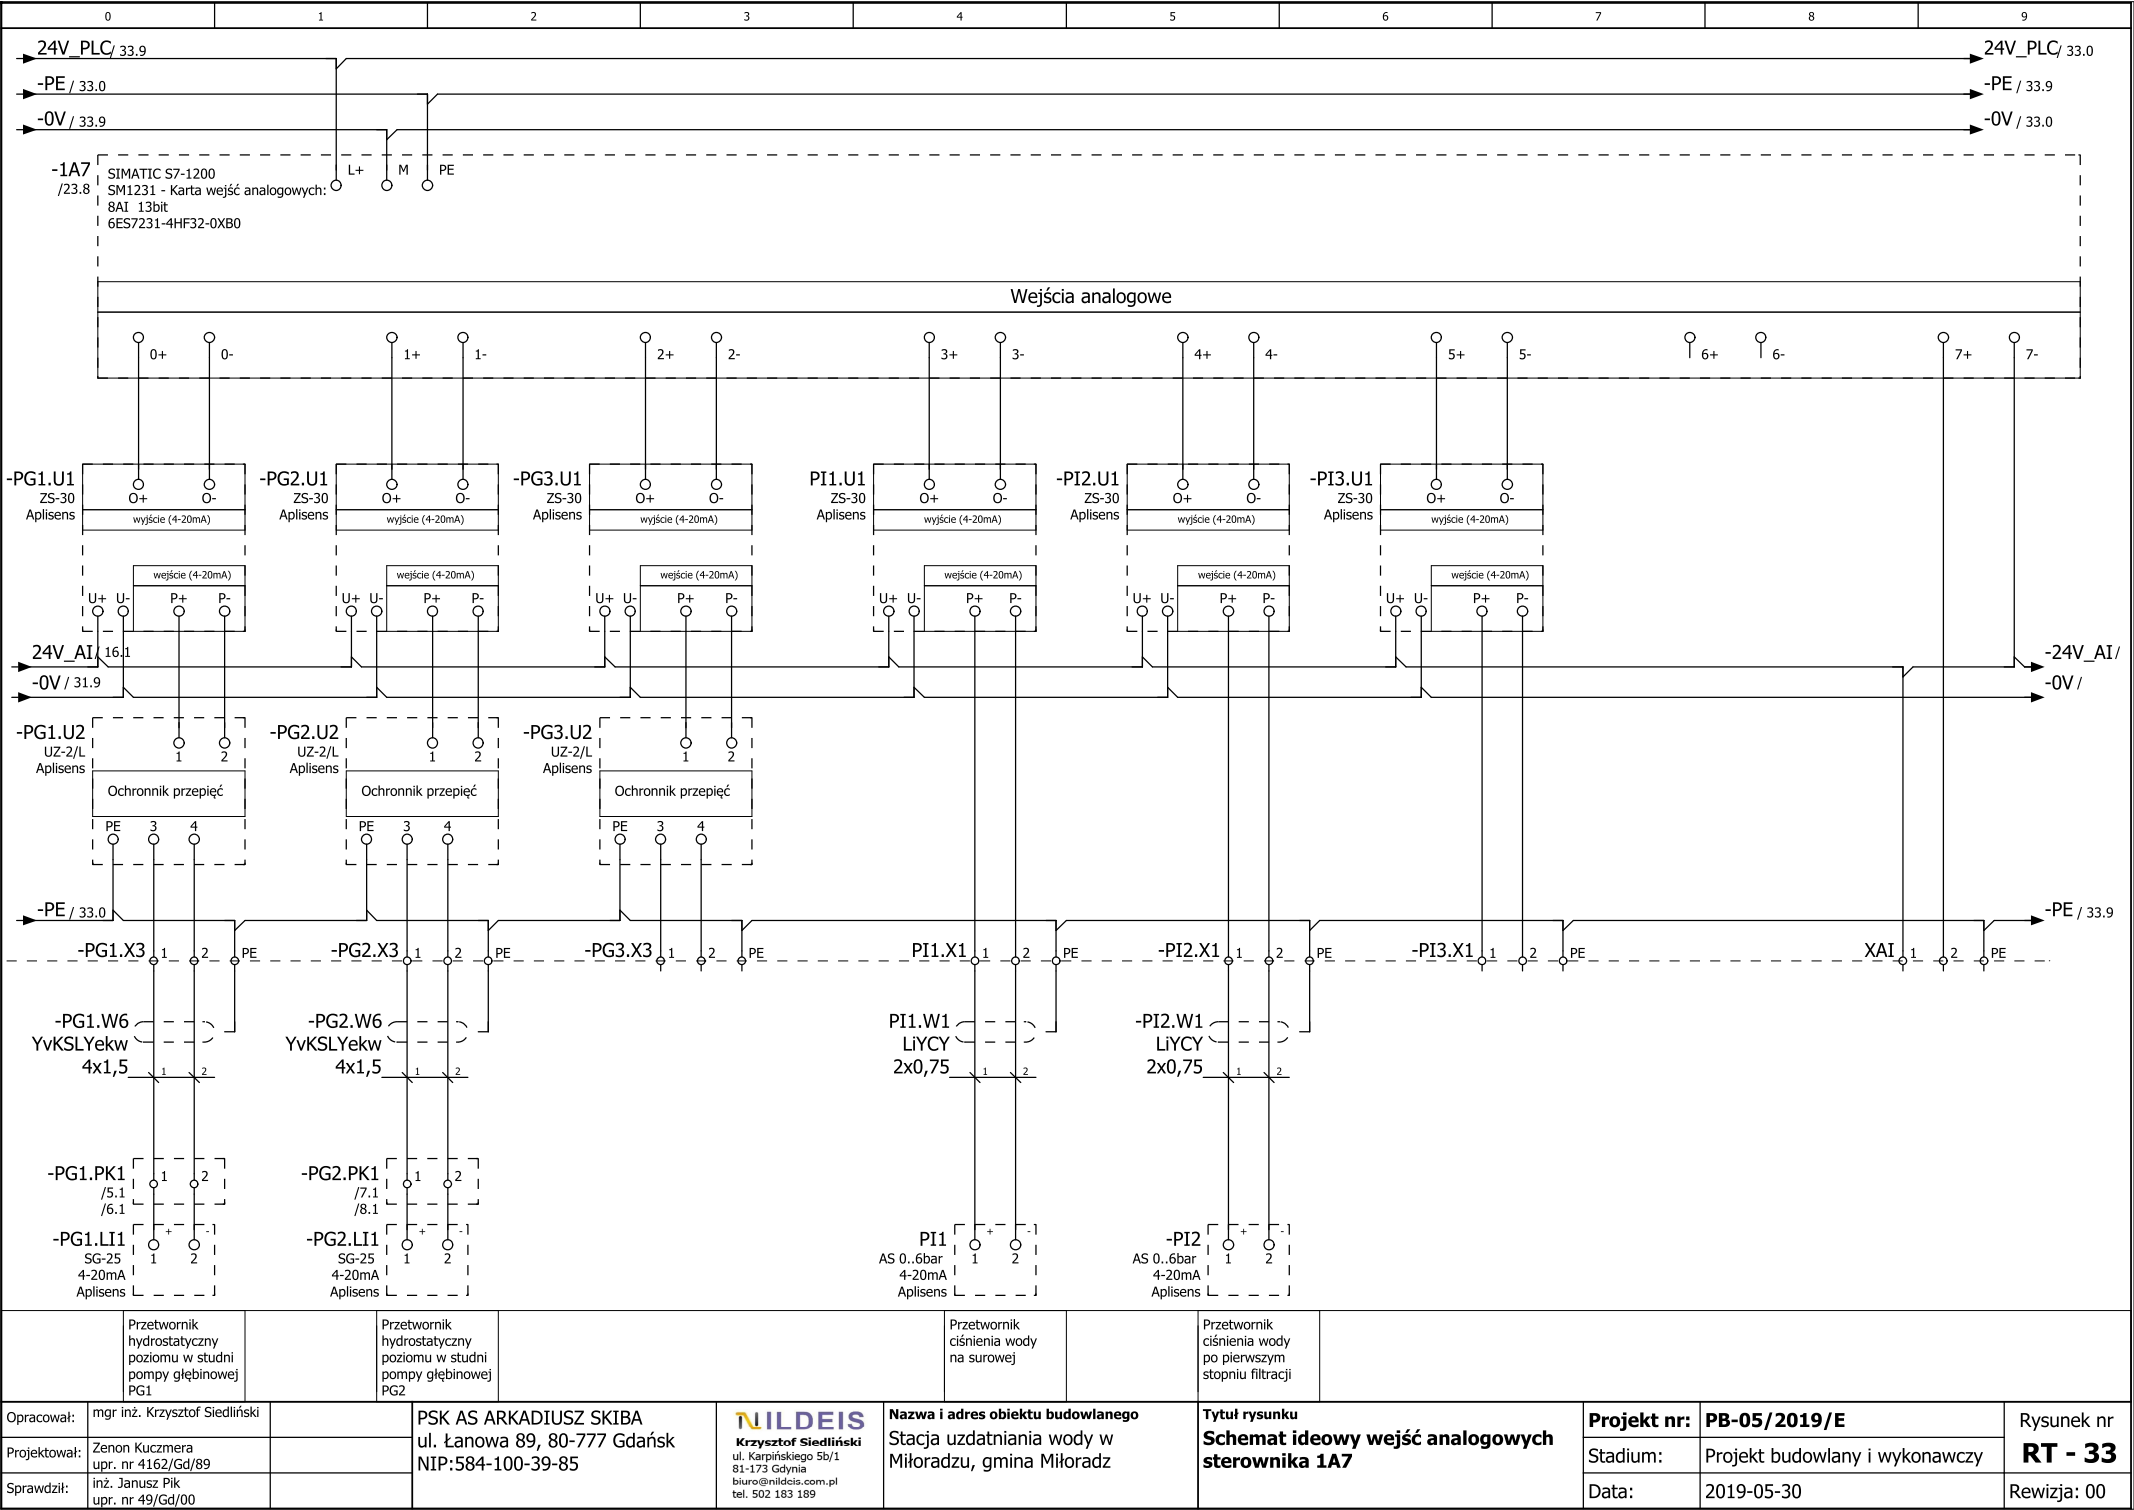 0 1 2 3 4 5 6 7 8 9
24V_PLC/ 33.9 24V_PLC/ 33.0
-PE / 33.0 -PE / 33.9
-0V / 33.9 -0V / 33.0
-1A7
/23.8
SIMATIC S7-1200
SM1231 - Karta wejść analogowych:
8AI 13bit
6ES7231-4HF32-0XB0
L+ M PE
Wejścia analogowe
0+ 0- 1+ 1- 2+ 2- 3+ 3- 4+ 4- 5+ 5- 6+ 6- 7+ 7-
-PG1.U1
ZS-30
Aplisens
O+ O-
wyjście (4-20mA)
wejście (4-20mA)
U+ U- P+ P-
-PG2.U1
ZS-30
Aplisens
O+ O-
wyjście (4-20mA)
wejście (4-20mA)
U+ U- P+ P-
-PG3.U1
ZS-30
Aplisens
O+ O-
wyjście (4-20mA)
wejście (4-20mA)
U+ U- P+ P-
PI1.U1
ZS-30
Aplisens
O+ O-
wyjście (4-20mA)
wejście (4-20mA)
U+ U- P+ P-
-PI2.U1
ZS-30
Aplisens
O+ O-
wyjście (4-20mA)
wejście (4-20mA)
U+ U- P+ P-
-PI3.U1
ZS-30
Aplisens
O+ O-
wyjście (4-20mA)
wejście (4-20mA)
U+ U- P+ P-
24V_AI/ 16.1 -24V_AI/
-0V / 31.9 -0V /
-PG1.U2
UZ-2/L
Aplisens
1 2
Ochronnik przepięć
PE 3 4
-PG2.U2
UZ-2/L
Aplisens
1 2
Ochronnik przepięć
PE 3 4
-PG3.U2
UZ-2/L
Aplisens
1 2
Ochronnik przepięć
PE 3 4
-PE / 33.0 -PE / 33.9
-PG1.X3 1 2 PE -PG2.X3 1 2 PE -PG3.X3 1 2 PE PI1.X1 1 2 PE -PI2.X1 1 2 PE -PI3.X1 1 2 PE XAI 1 2 PE
-PG1.W6
YvKSLYekw
4x1,5 1 2
-PG2.W6
YvKSLYekw
4x1,5 1 2
PI1.W1
LiYCY
2x0,75 1 2
-PI2.W1
LiYCY
2x0,75 1 2
-PG1.PK1 1 2
/5.1
/6.1
-PG2.PK1 1 2
/7.1
/8.1
-PG1.LI1 + -
SG-25 1 2
4-20mA
Aplisens
-PG2.LI1 + -
SG-25 1 2
4-20mA
Aplisens
PI1 + -
AS 0..6bar 1 2
4-20mA
Aplisens
-PI2 + -
AS 0..6bar 1 2
4-20mA
Aplisens
Przetwornik
hydrostatyczny
poziomu w studni
pompy głębinowej
PG1
Przetwornik
hydrostatyczny
poziomu w studni
pompy głębinowej
PG2
Przetwornik
ciśnienia wody
na surowej
Przetwornik
ciśnienia wody
po pierwszym
stopniu filtracji
Opracował: mgr inż. Krzysztof Siedliński
Projektował: Zenon Kuczmera
upr. nr 4162/Gd/89
Sprawdził: inż. Janusz Pik
upr. nr 49/Gd/00
PSK AS ARKADIUSZ SKIBA
ul. Łanowa 89, 80-777 Gdańsk
NIP:584-100-39-85
NILDEIS
Krzysztof Siedliński
ul. Karpińskiego 5b/1
81-173 Gdynia
biuro@nildcis.com.pl
tel. 502 183 189
Nazwa i adres obiektu budowlanego
Stacja uzdatniania wody w
Miłoradzu, gmina Miłoradz
Tytuł rysunku
Schemat ideowy wejść analogowych
sterownika 1A7
Projekt nr: PB-05/2019/E
Stadium: Projekt budowlany i wykonawczy
Data: 2019-05-30
Rysunek nr
RT - 33
Rewizja: 00